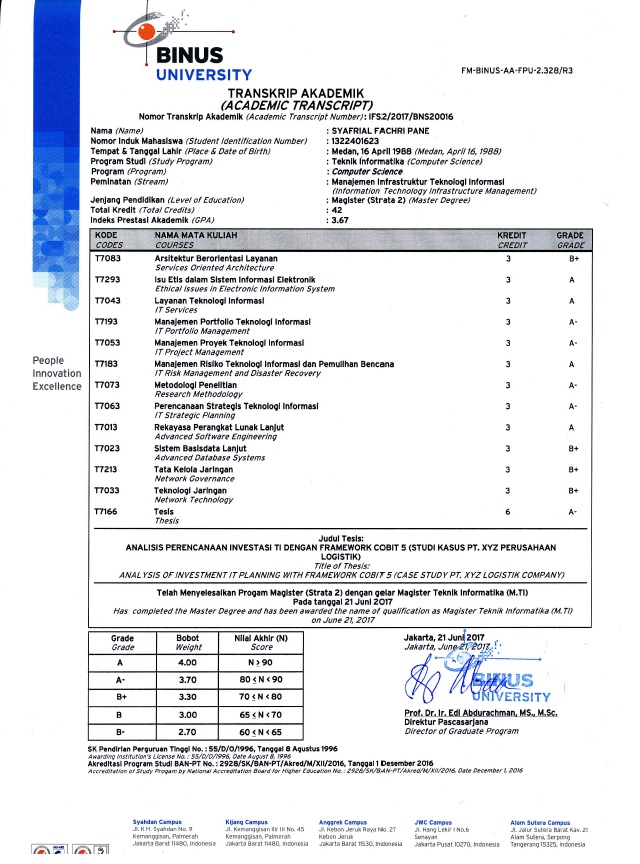 BINUS
UNIVERSITY
FM-BINUS-AA-FPU-2.328/R3
TRANSKRIP AKADEMIK
(ACADEMIC TRANSCRIPT)
Nomor Transkrip Akademik (Academic Transcript Number) : IFS.2/2017/BNS20016
Nama (Name) : SYAFRIAL FACHRI PANE
Nomor Induk Mahasiswa (Student Identification Number) : 1322401623
Tempat & Tanggal Lahir (Place & Date of Birth) : Medan, 16 April 1988 (Medan, April 16, 1988)
Program Studi (Study Program) : Teknik Informatika (Computer Science)
Program (Program) : Computer Science
Peminatan (Stream) : Manajemen Infrastruktur Teknologi Informasi
(Information Technology Infrastructure Management)
Jenjang Pendidikan (Level of Education) : Magister (Strata 2) (Master Degree)
Total Kredit (Total Credits) : 42
Indeks Prestasi Akademik (GPA) : 3.67
KODE NAMA MATA KULIAH KREDIT GRADE
CODES COURSES CREDIT GRADE
T7083 Arsitektur Berorientasi Layanan 3 B+
Services Oriented Architecture
T7293 Isu Etis dalam Sistem Informasi Elektronik 3 A
Ethical Issues in Electronic Information System
T7043 Layanan Teknologi Informasi 3 A
IT Services
T7193 Manajemen Portfolio Teknologi Informasi 3 A-
IT Portfolio Management
T7053 Manajemen Proyek Teknologi Informasi 3 A-
IT Project Management
T7183 Manajemen Risiko Teknologi Informasi dan Pemulihan Bencana 3 A
IT Risk Management and Disaster Recovery
T7073 Metodologi Penelitian 3 A-
Research Methodology
T7063 Perencanaan Strategis Teknologi Informasi 3 A-
IT Strategic Planning
T7013 Rekayasa Perangkat Lunak Lanjut 3 A
Advanced Software Engineering
T7023 Sistem Basisdata Lanjut 3 B+
Advanced Database Systems
T7213 Tata Kelola Jaringan 3 B+
Network Governance
T7033 Teknologi Jaringan 3 B+
Network Technology
T7166 Tesis 6 A-
Thesis
People
Innovation
Excellence
Judul Tesis:
ANALISIS PERENCANAAN INVESTASI TI DENGAN FRAMEWORK COBIT 5 (STUDI KASUS PT. XYZ PERUSAHAAN
LOGISTIK)
Title of Thesis:
ANALYSIS OF INVESTMENT IT PLANNING WITH FRAMEWORK COBIT 5 (CASE STUDY PT. XYZ LOGISTIK COMPANY)
Telah Menyelesaikan Progam Magister (Strata 2) dengan gelar Magister Teknik Informatika (M.TI)
Pada tanggal 21 Juni 2017
Has completed the Master Degree and has been awarded the name of qualification as Magister Teknik Informatika (M.TI)
on June 21, 2017
Grade Bobot Nilai Akhir (N)
Grade Weight Score
A 4.00 N ≥ 90
A- 3.70 80 ≤ N < 90
B+ 3.30 70 ≤ N < 80
B 3.00 65 ≤ N < 70
B- 2.70 60 ≤ N < 65
Jakarta, 21 Juni 2017
Jakarta, June 21, 2017
BINUS
UNIVERSITY
Prof. Dr. Ir. Edi Abdurachman, MS., M.Sc.
Direktur Pascasarjana
Director of Graduate Program
SK Pendirian Perguruan Tinggi No. : 55/D/O/1996, Tanggal 8 Agustus 1996
Awarding Institution's License No. : 55/D/O/1996, Date August 8, 1996
Akreditasi Program Studi BAN-PT No. : 2928/SK/BAN-PT/Akred/M/XII/2016, Tanggal 1 Desember 2016
Accreditation of Study Progam by National Accreditation Board for Higher Education No. : 2928/SK/BAN-PT/Akred/M/XII/2016, Date December 1, 2016
Syahdan Campus
Jl. K H. Syahdan No. 9
Kemanggisan, Palmerah
Jakarta Barat 11480, Indonesia
Kijang Campus
Jl. Kemanggisan Ilir III No. 45
Kemanggisan, Palmerah
Jakarta Barat 11480, Indonesia
Anggrek Campus
Jl. Kebon Jeruk Raya No. 27
Kebon Jeruk
Jakarta Barat 11530, Indonesia
JWC Campus
Jl. Hang Lekir I No.6
Senayan
Jakarta Pusat 10270, Indonesia
Alam Sutera Campus
Jl. Jalur Sutera Barat Kav. 21
Alam Sutera, Serpong
Tangerang 15325, Indonesia